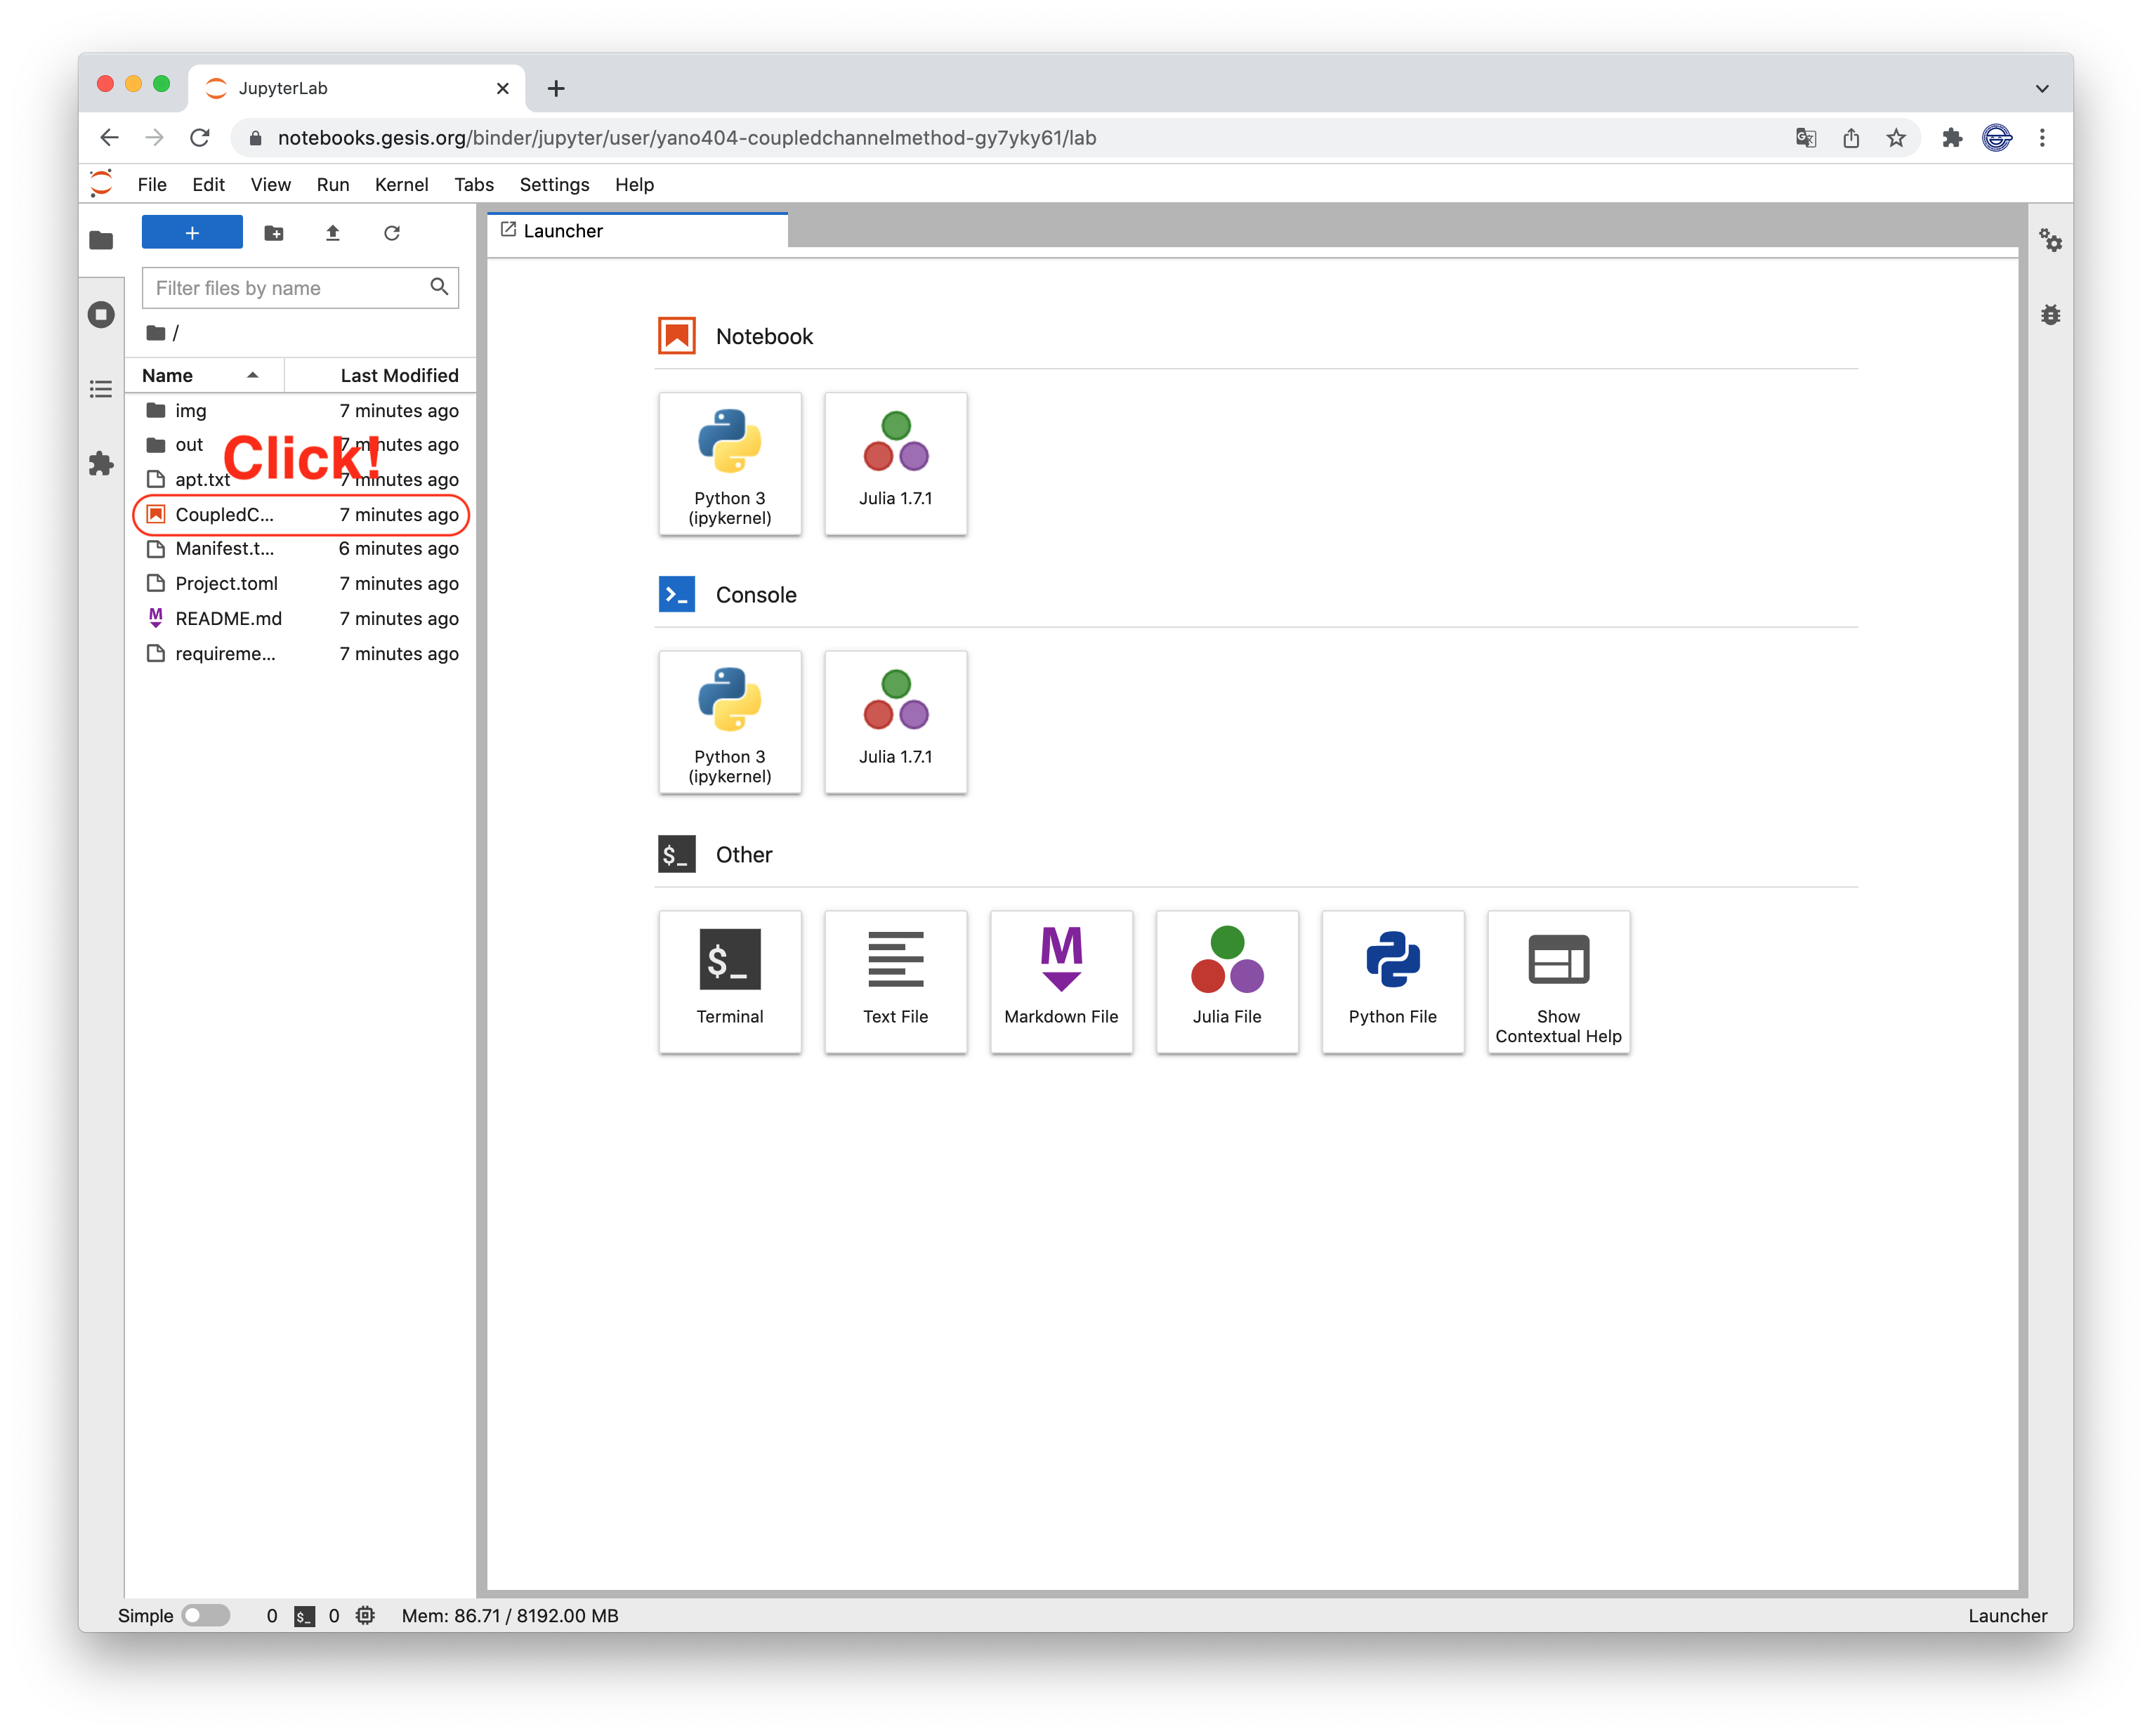 JupyterLab
notebooks.gesis.org/binder/jupyter/user/yano404-coupledchannelmethod-gy7yky61/lab
File Edit View Run Kernel Tabs Settings Help
+
Launcher
Filter files by name
/
Name Last Modified
img 7 minutes ago
out 7 minutes ago
Click!
apt.txt 7 minutes ago
CoupledC... 7 minutes ago
Manifest.t... 6 minutes ago
Project.toml 7 minutes ago
M README.md 7 minutes ago
requireme... 7 minutes ago
Notebook
Python 3
(ipykernel)
Julia 1.7.1
Console
Python 3
(ipykernel)
Julia 1.7.1
$_ Other
$_
Terminal
Text File
M
Markdown File
Julia File
Python File
Show
Contextual Help
Simple 0 $_ 0 Mem: 86.71 / 8192.00 MB Launcher